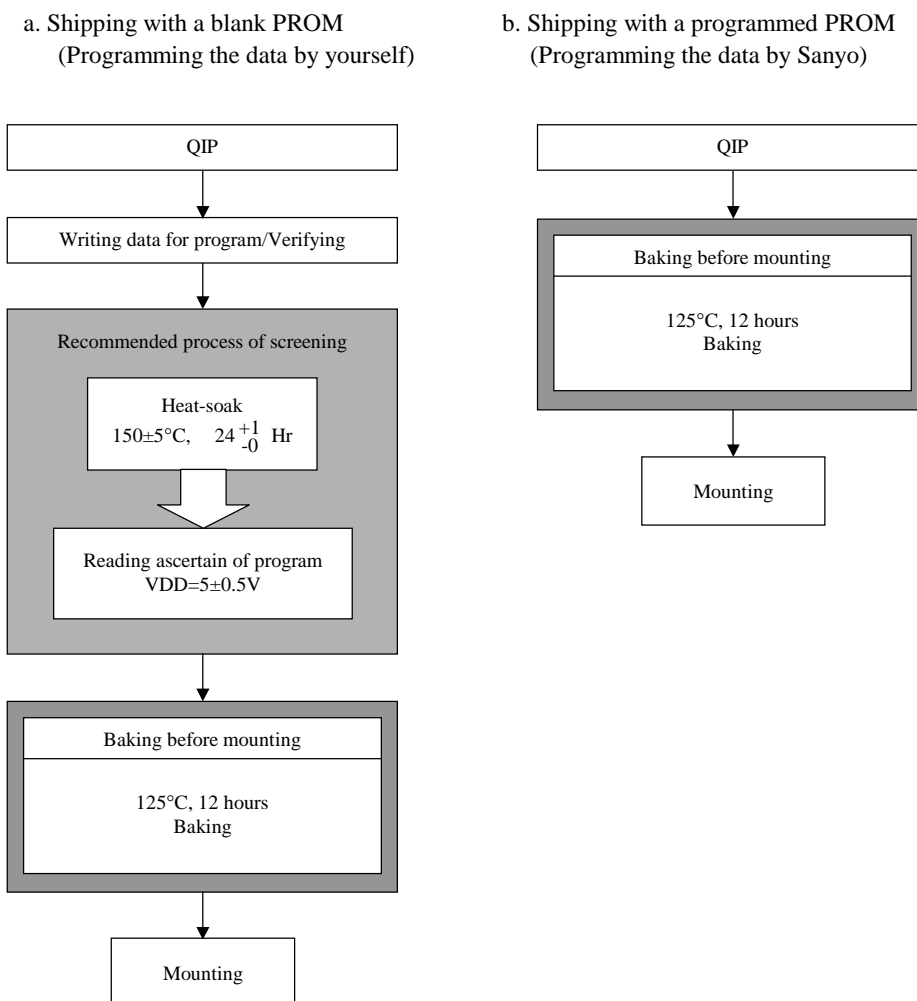 a. Shipping with a blank PROM
(Programming the data by yourself)
QIP
Writing data for program/Verifying
Recommended process of screening
Heat-soak
150±5°C, 24 +1 -0 Hr
Reading ascertain of program
VDD=5±0.5V
Baking before mounting
125°C, 12 hours
Baking
Mounting
b. Shipping with a programmed PROM
(Programming the data by Sanyo)
QIP
Baking before mounting
125°C, 12 hours
Baking
Mounting